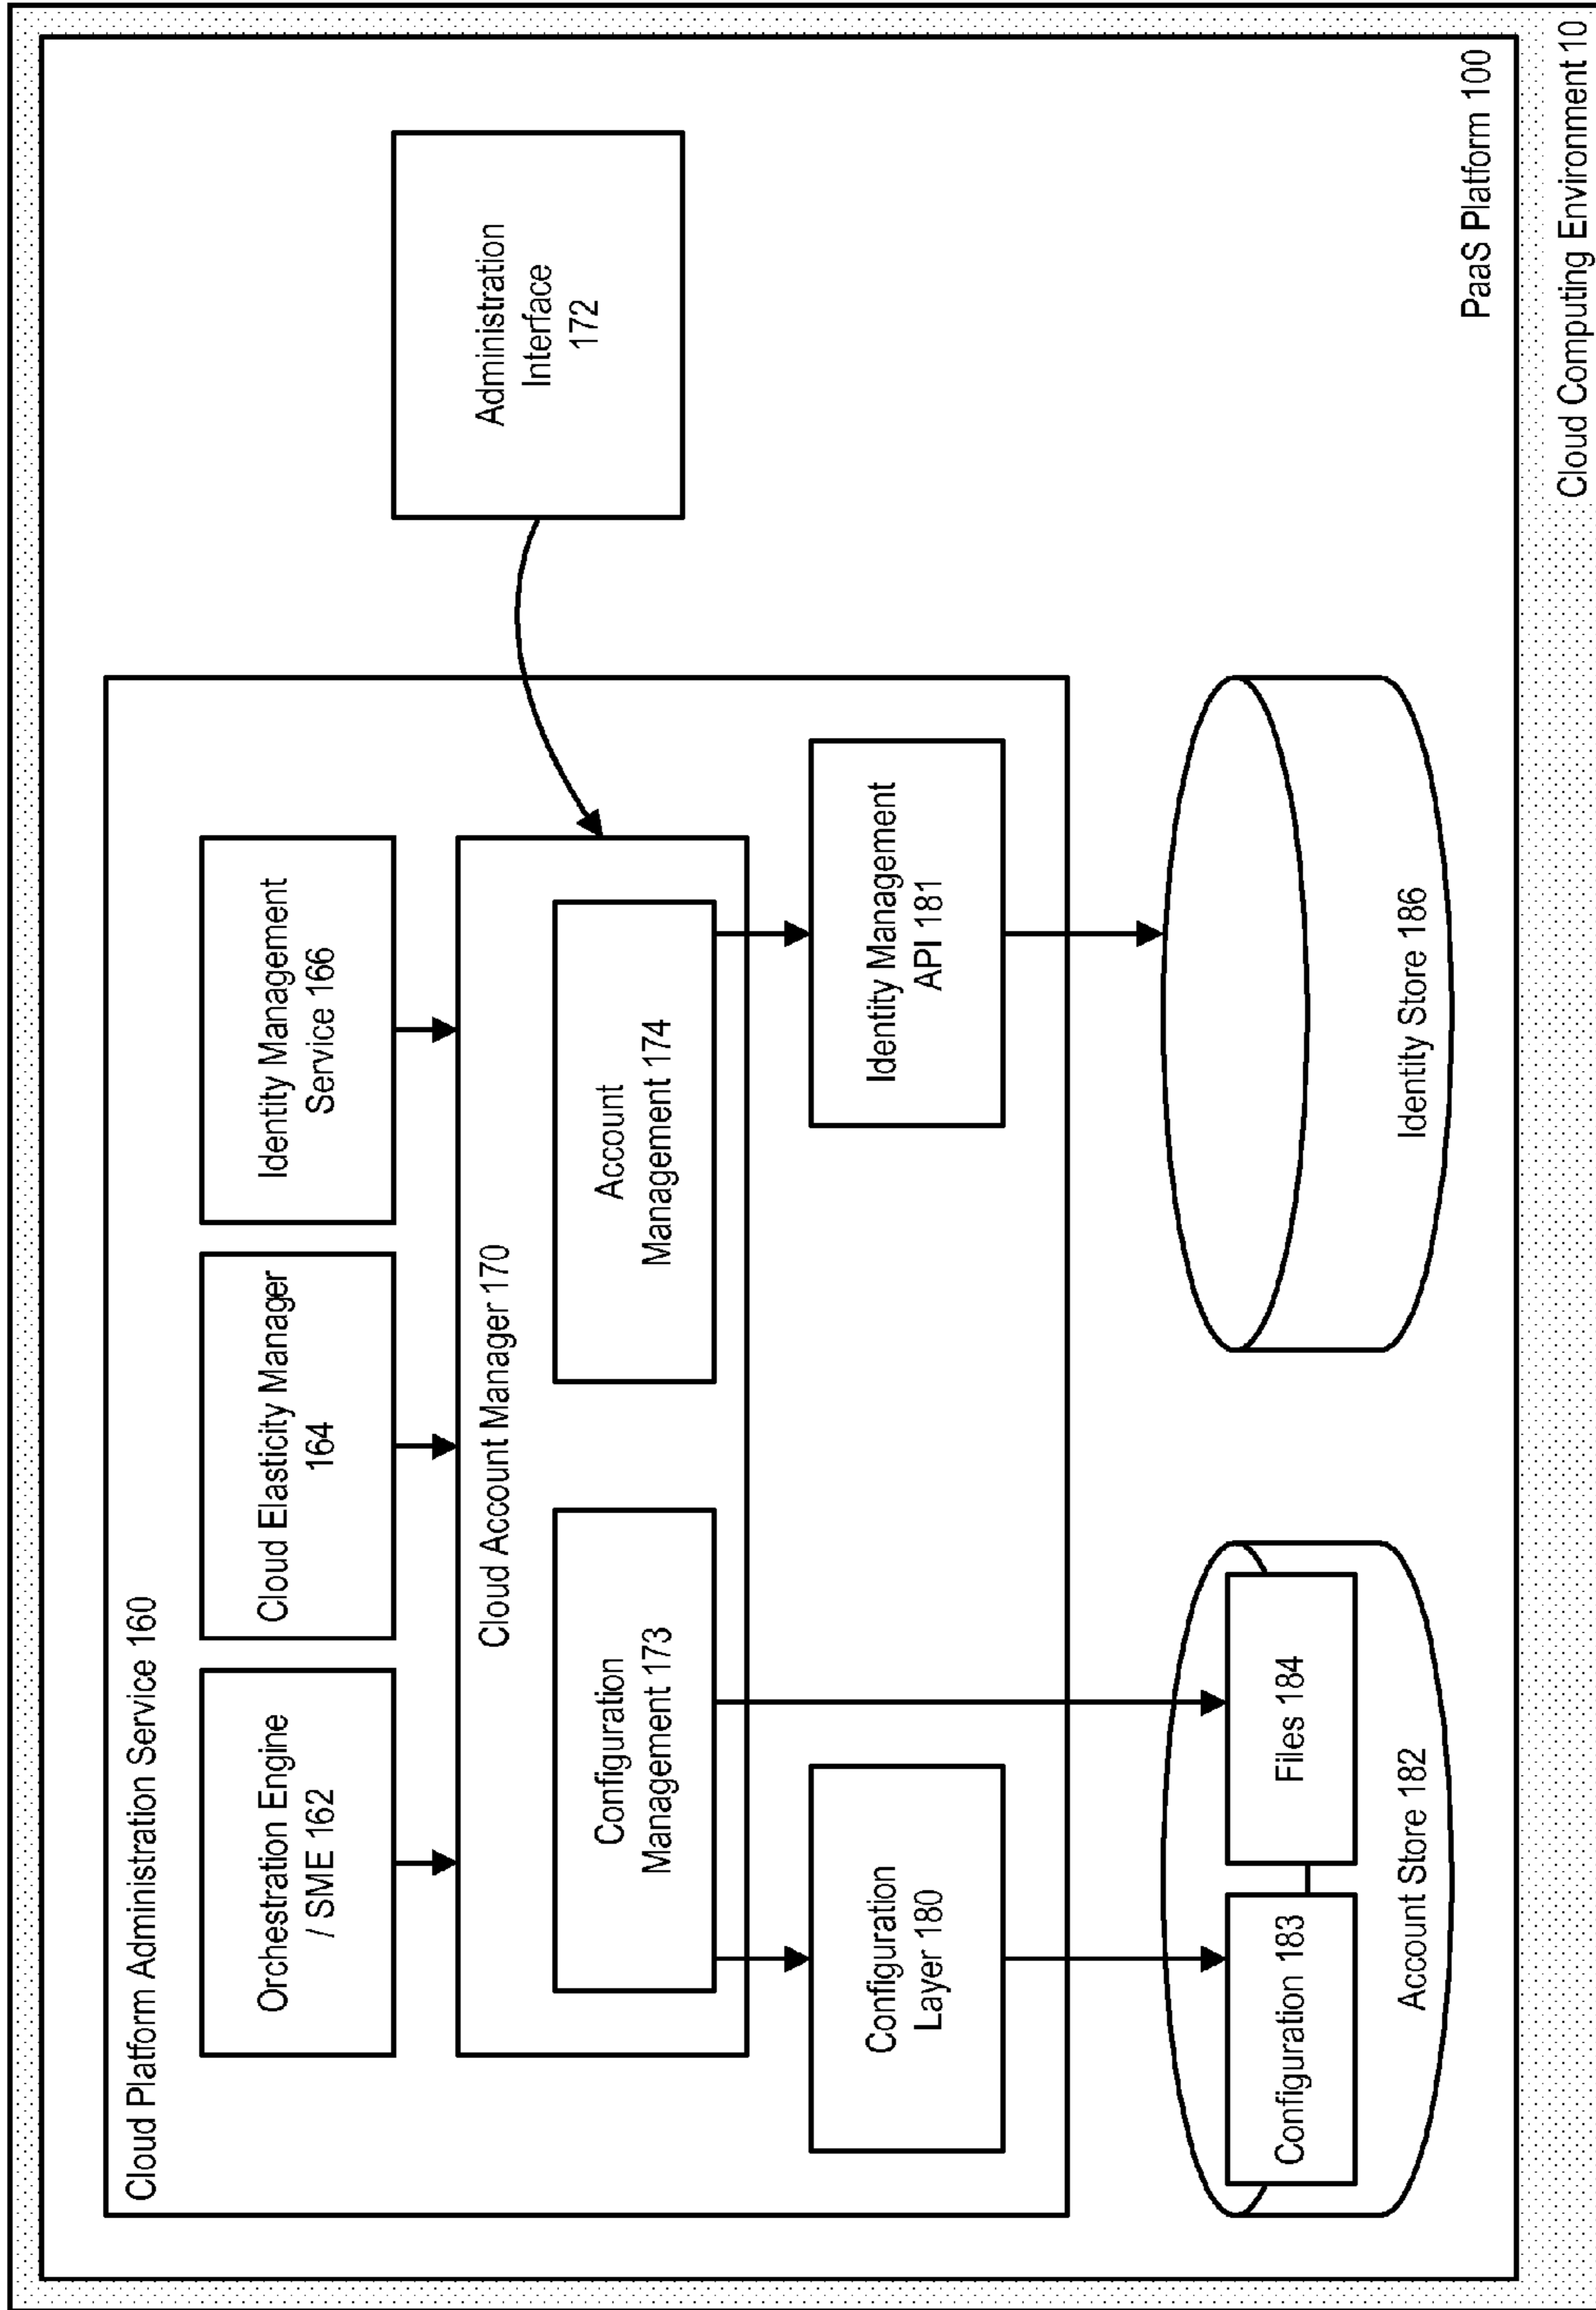 Cloud Platform Administration Service 160
Orchestration Engine
/ SME 162
Cloud Elasticity Manager
164
Identity Management
Service 166
Cloud Account Manager 170
Configuration
Management 173
Account
Management 174
Administration
Interface
172
Configuration
Layer 180
Identity Management
API 181
Configuration 183
Files 184
Account Store 182
Identity Store 186
PaaS Platform 100
Cloud Computing Environment 10